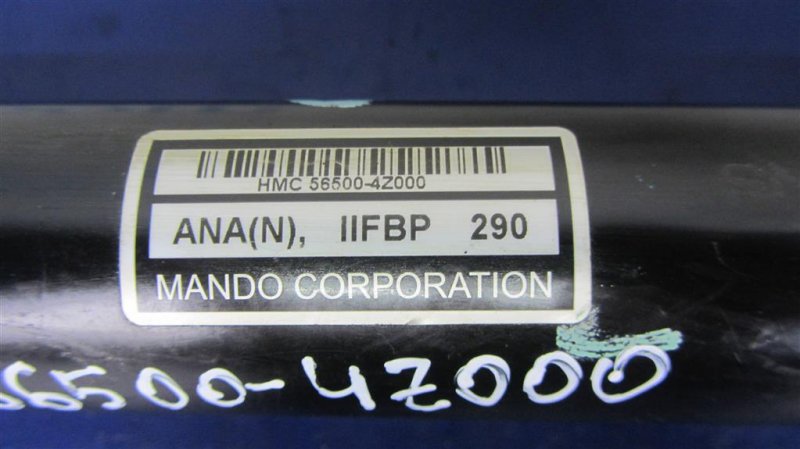 HMC 56500-4Z000
ANA(N), IIFBP 290
MANDO CORPORATION
56500-4Z000